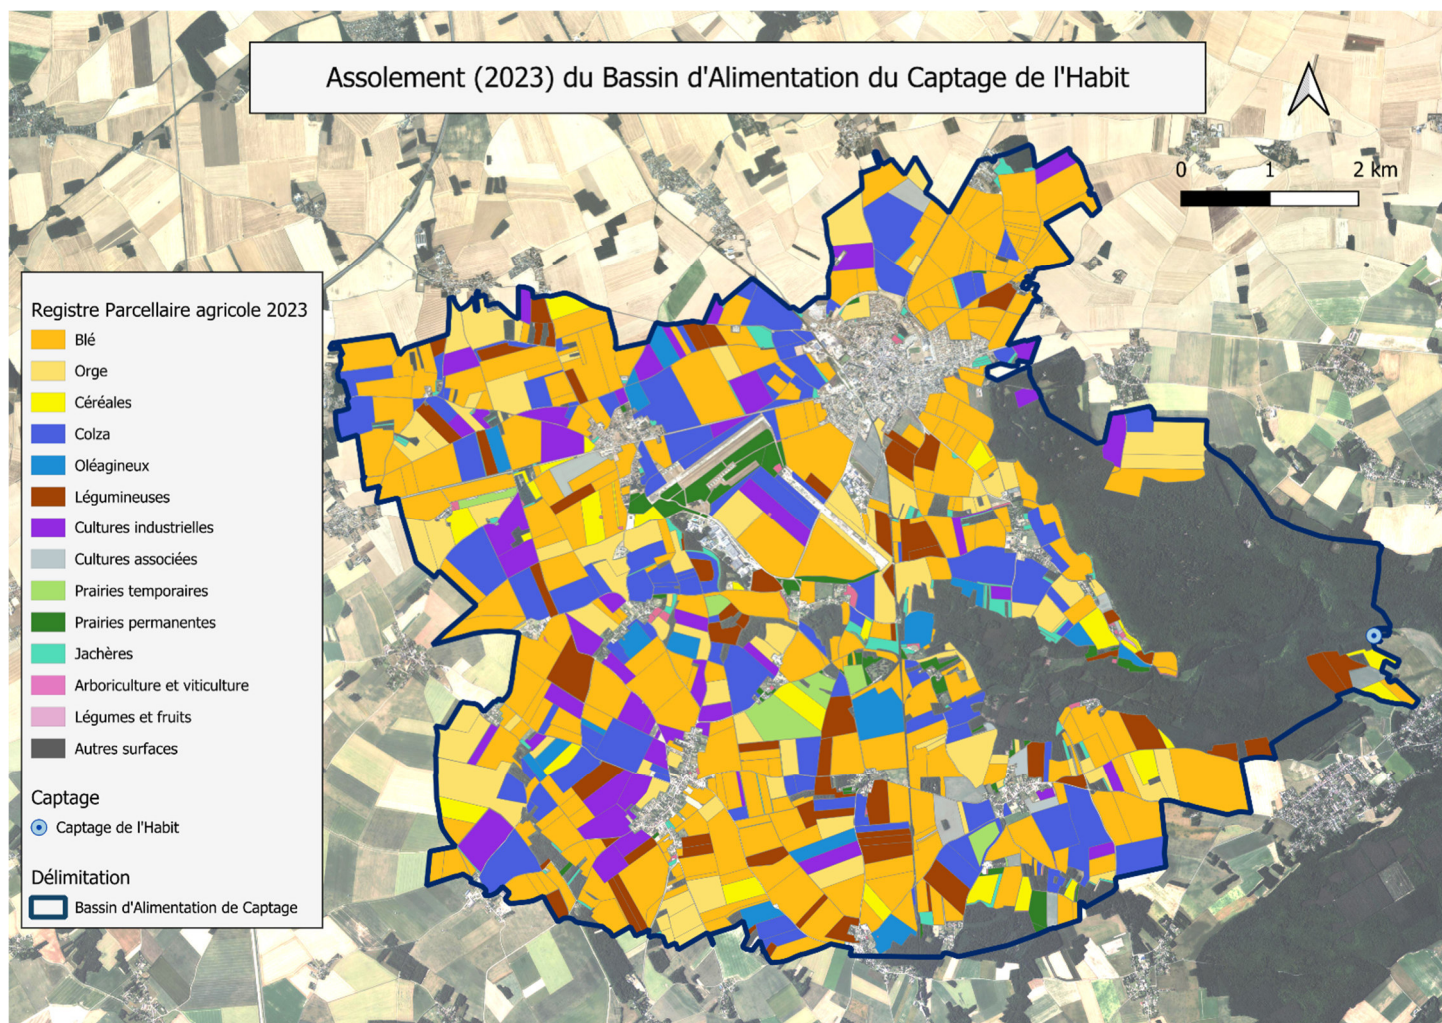 Assolement (2023) du Bassin d'Alimentation du Captage de l'Habit
0 1 2 km
Registre Parcellaire agricole 2023
Blé
Orge
Céréales
Colza
Oléagineux
Légumineuses
Cultures industrielles
Cultures associées
Prairies temporaires
Prairies permanentes
Jachères
Arboriculture et viticulture
Légumes et fruits
Autres surfaces
Captage
Captage de l'Habit
Délimitation
Bassin d'Alimentation de Captage